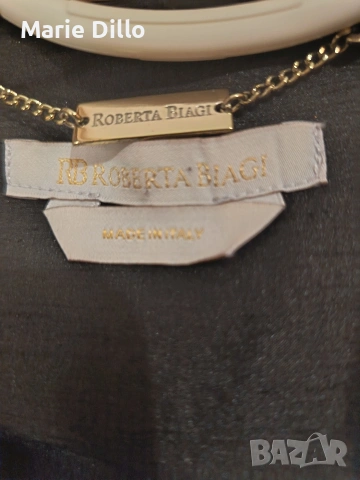 Marie Dillo
ROBERTA BIAGI
RB ROBERTA BIAGI
MADE IN ITALY
BAZAR